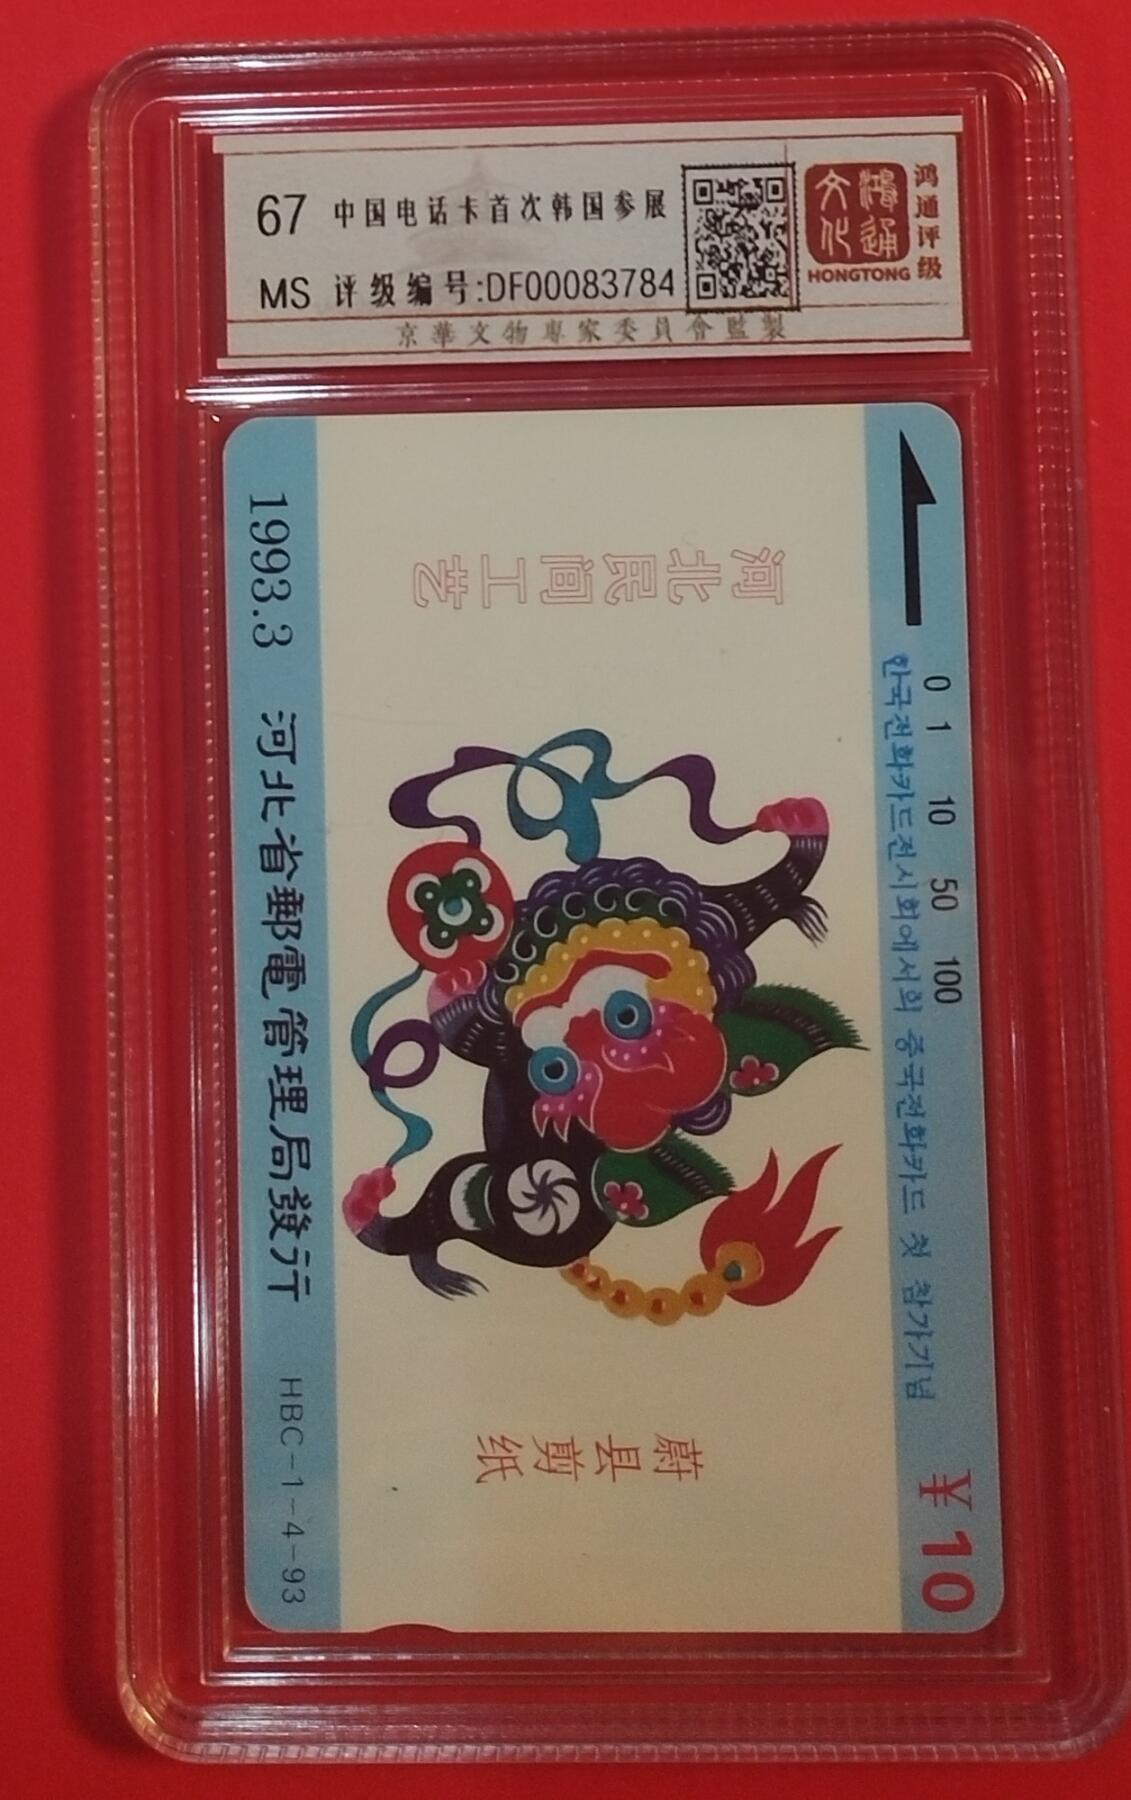 67 中国电话卡首次韩国参展
MS 评级编号:DF00083784
京華文物專家委員會監製
鸿通文化
HONGTONG
鸿通评级
0 1 10 50 100
한국전화카드전시회에서의 중국전화카드 첫 참가기념
¥10
河北民间工艺
蔚县剪纸
1993.3 河北省郵電管理局發行 HBC-1-4-93